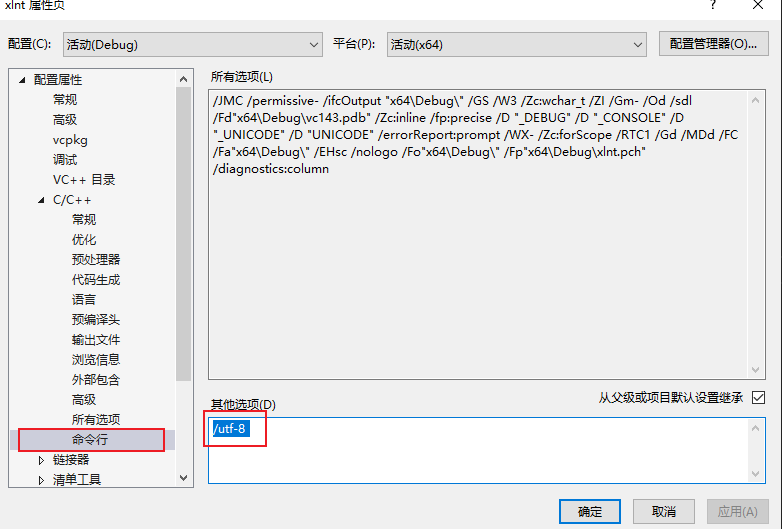 xlnt 属性页
? ×
配置(C): 活动(Debug) 平台(P): 活动(x64) 配置管理器(O)...
配置属性
常规
高级
vcpkg
调试
VC++ 目录
C/C++
常规
优化
预处理器
代码生成
语言
预编译头
输出文件
浏览信息
外部包含
高级
所有选项
命令行
链接器
清单工具
所有选项(L)
/JMC /permissive- /ifcOutput "x64\Debug\" /GS /W3 /Zc:wchar_t /ZI /Gm- /Od /sdl
/Fd"x64\Debug\vc143.pdb" /Zc:inline /fp:precise /D "_DEBUG" /D "_CONSOLE" /D
"_UNICODE" /D "UNICODE" /errorReport:prompt /WX- /Zc:forScope /RTC1 /Gd /MDd /FC
/Fa"x64\Debug\" /EHsc /nologo /Fo"x64\Debug\" /Fp"x64\Debug\xlnt.pch"
/diagnostics:column
其他选项(D)
从父级或项目默认设置继承
/utf-8
确定 取消 应用(A)